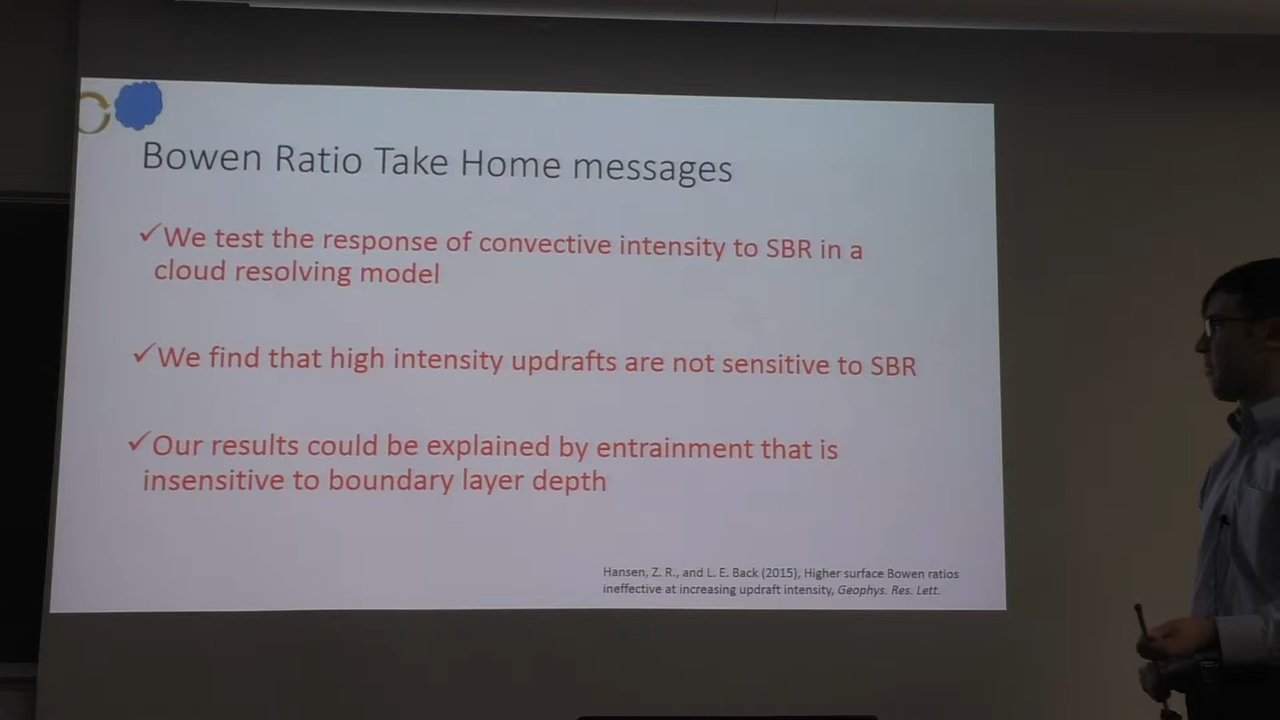 Bowen Ratio Take Home messages
✓We test the response of convective intensity to SBR in a
cloud resolving model
✓We find that high intensity updrafts are not sensitive to SBR
✓Our results could be explained by entrainment that is
insensitive to boundary layer depth
Hansen, Z. R., and L. E. Back (2015), Higher surface Bowen ratios
ineffective at increasing updraft intensity, Geophys. Res. Lett.